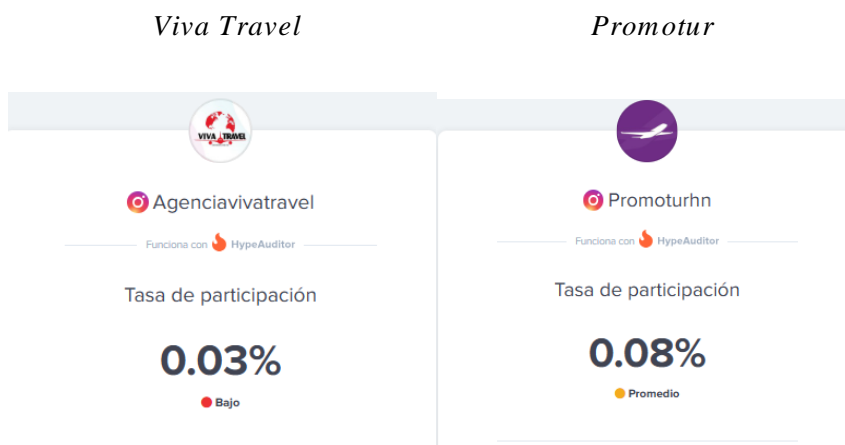 Viva Travel
Promotur
VIVA TRAVEL
Agenciavivatravel
Funciona con HypeAuditor
Tasa de participación
0.03%
Bajo
Promoturhn
Funciona con HypeAuditor
Tasa de participación
0.08%
Promedio